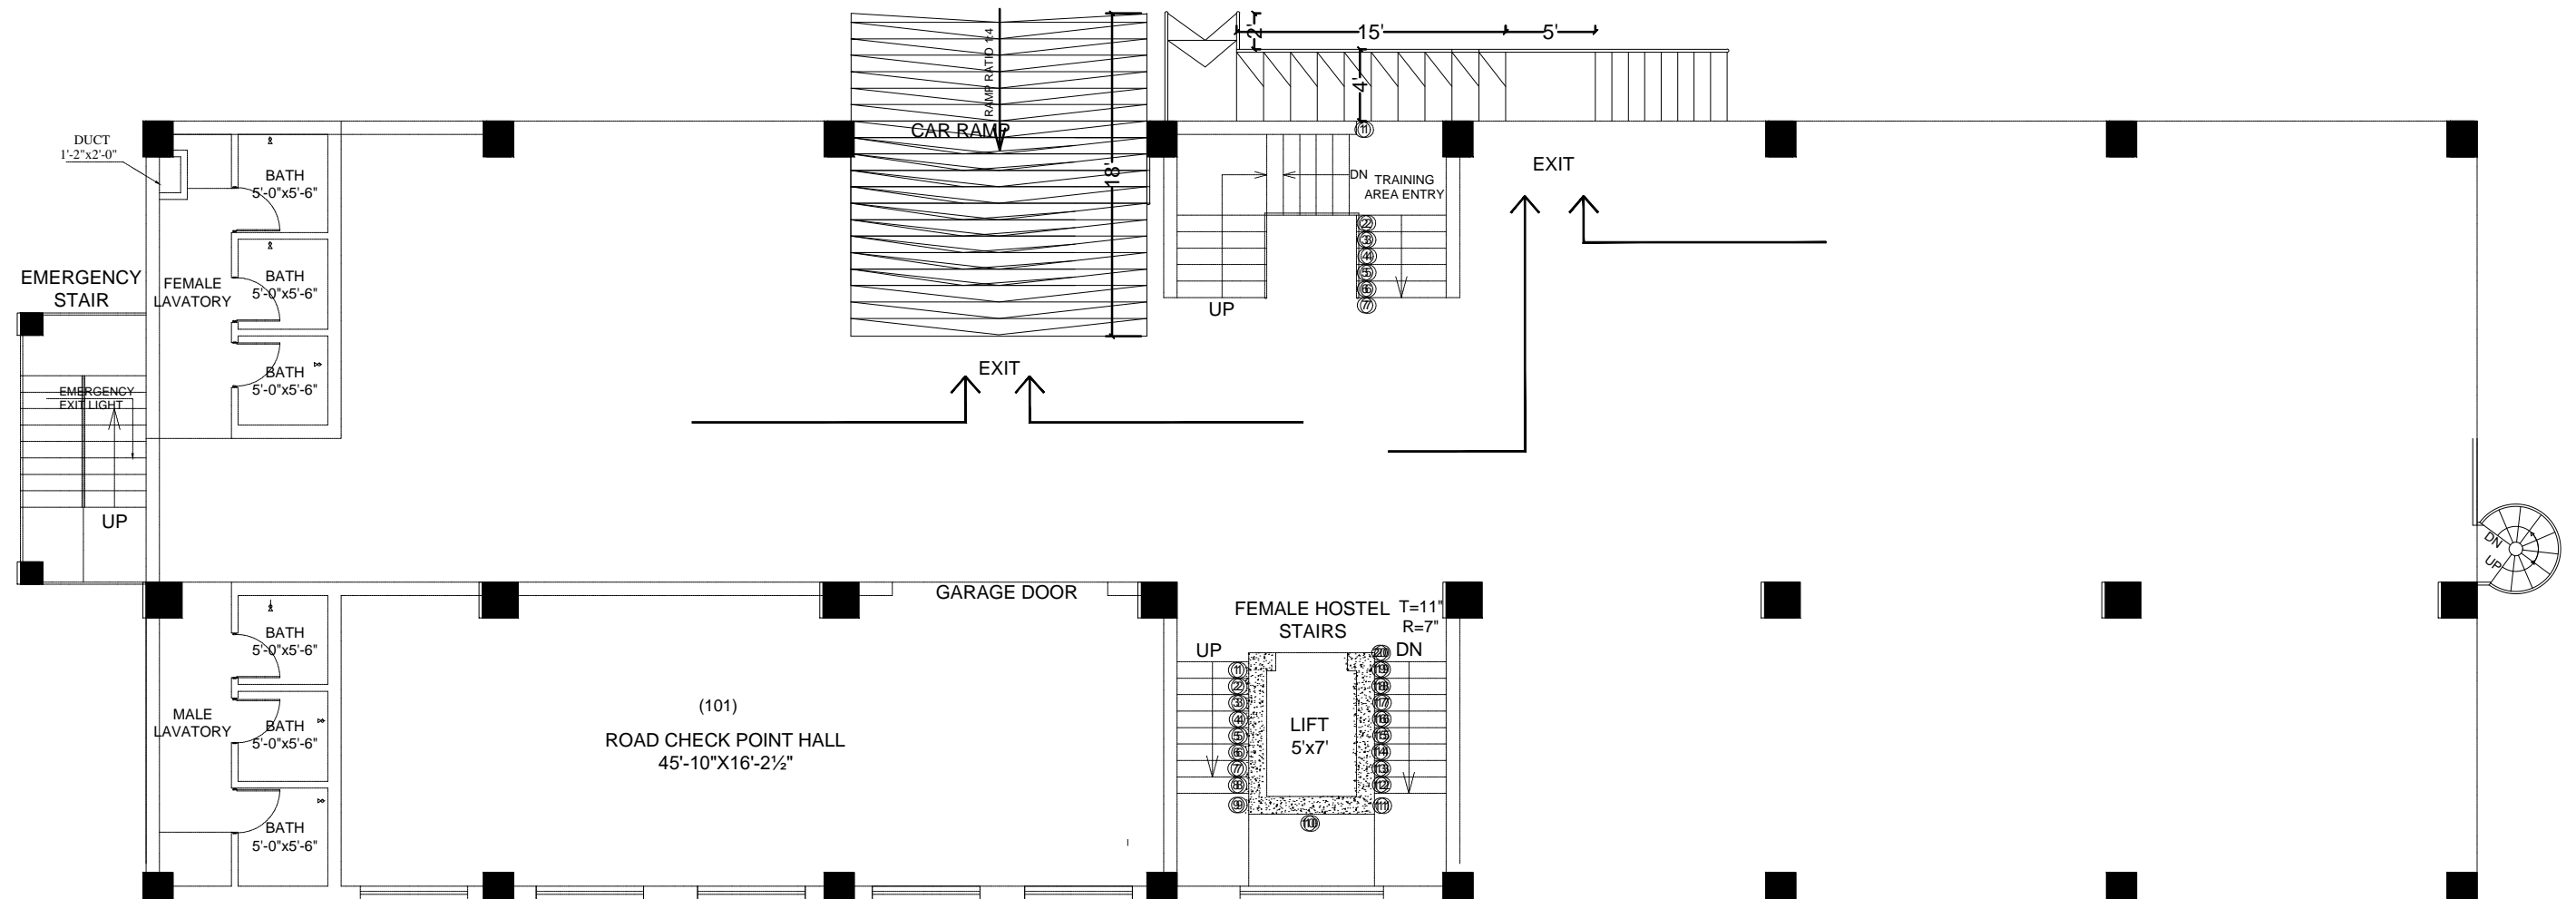 15'
5'
2'
4'
RAMP RATIO 1:4
CAR RAMP
18'
DUCT
1'-2"x2'-0"
BATH
5'-0"x5'-6"
EXIT
DN
TRAINING
AREA ENTRY
EMERGENCY
STAIR
FEMALE
LAVATORY
BATH
5'-0"x5'-6"
UP
EXIT
BATH
5'-0"x5'-6"
EMERGENCY
EXIT LIGHT
UP
DN
UP
GARAGE DOOR
FEMALE HOSTEL
STAIRS
T=11"
R=7"
BATH
5'-0"x5'-6"
UP
DN
(101)
ROAD CHECK POINT HALL
45'-10"X16'-2½"
MALE
LAVATORY
BATH
5'-0"x5'-6"
LIFT
5'x7'
BATH
5'-0"x5'-6"